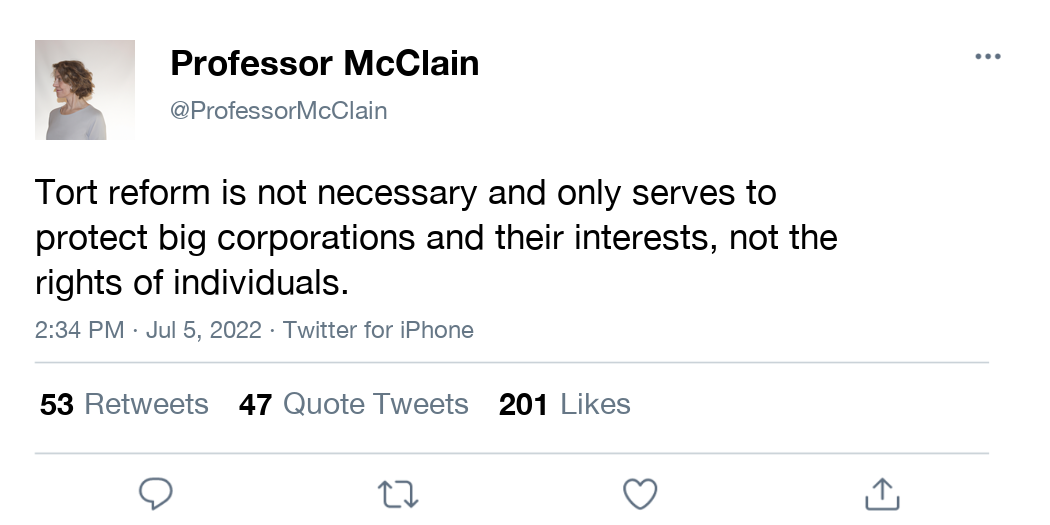 Professor McClain
@ProfessorMcClain
Tort reform is not necessary and only serves to
protect big corporations and their interests, not the
rights of individuals.
2:34 PM · Jul 5, 2022 · Twitter for iPhone
53 Retweets 47 Quote Tweets 201 Likes